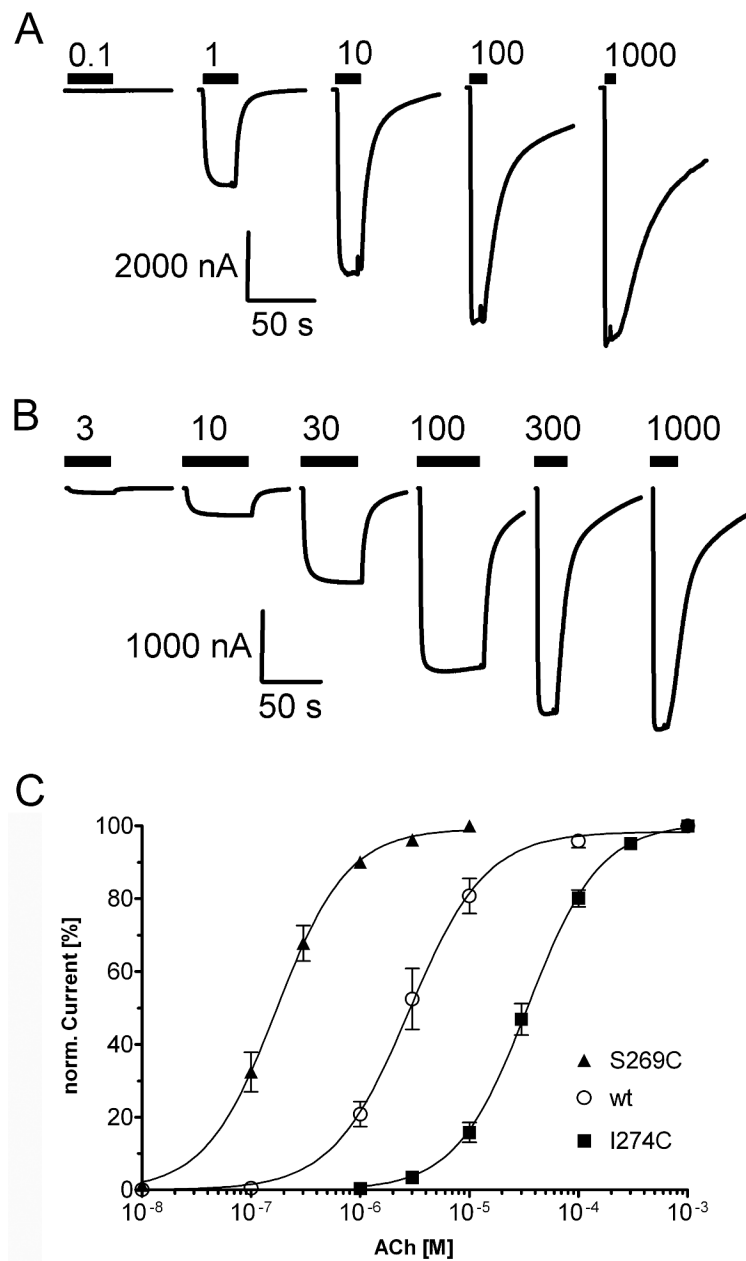 A
0.1 1 10 100 1000
2000 nA
50 s
B
3 10 30 100 300 1000
1000 nA
50 s
C
100
80
60
40
20
0
norm. Current [%]
S269C
wt
I274C
10-8 10-7 10-6 10-5 10-4 10-3
ACh [M]